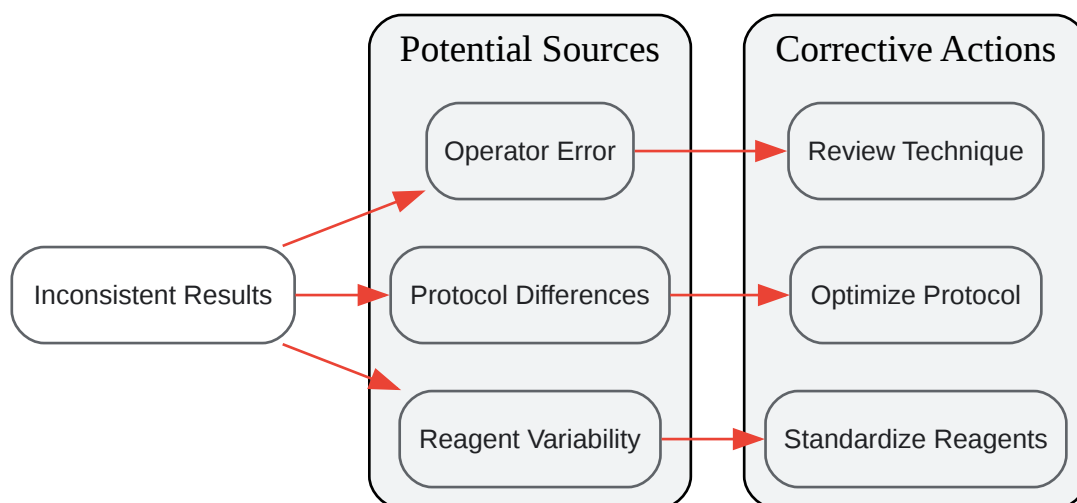 Potential Sources
Corrective Actions
Operator Error
Review Technique
Inconsistent Results
Protocol Differences
Optimize Protocol
Reagent Variability
Standardize Reagents